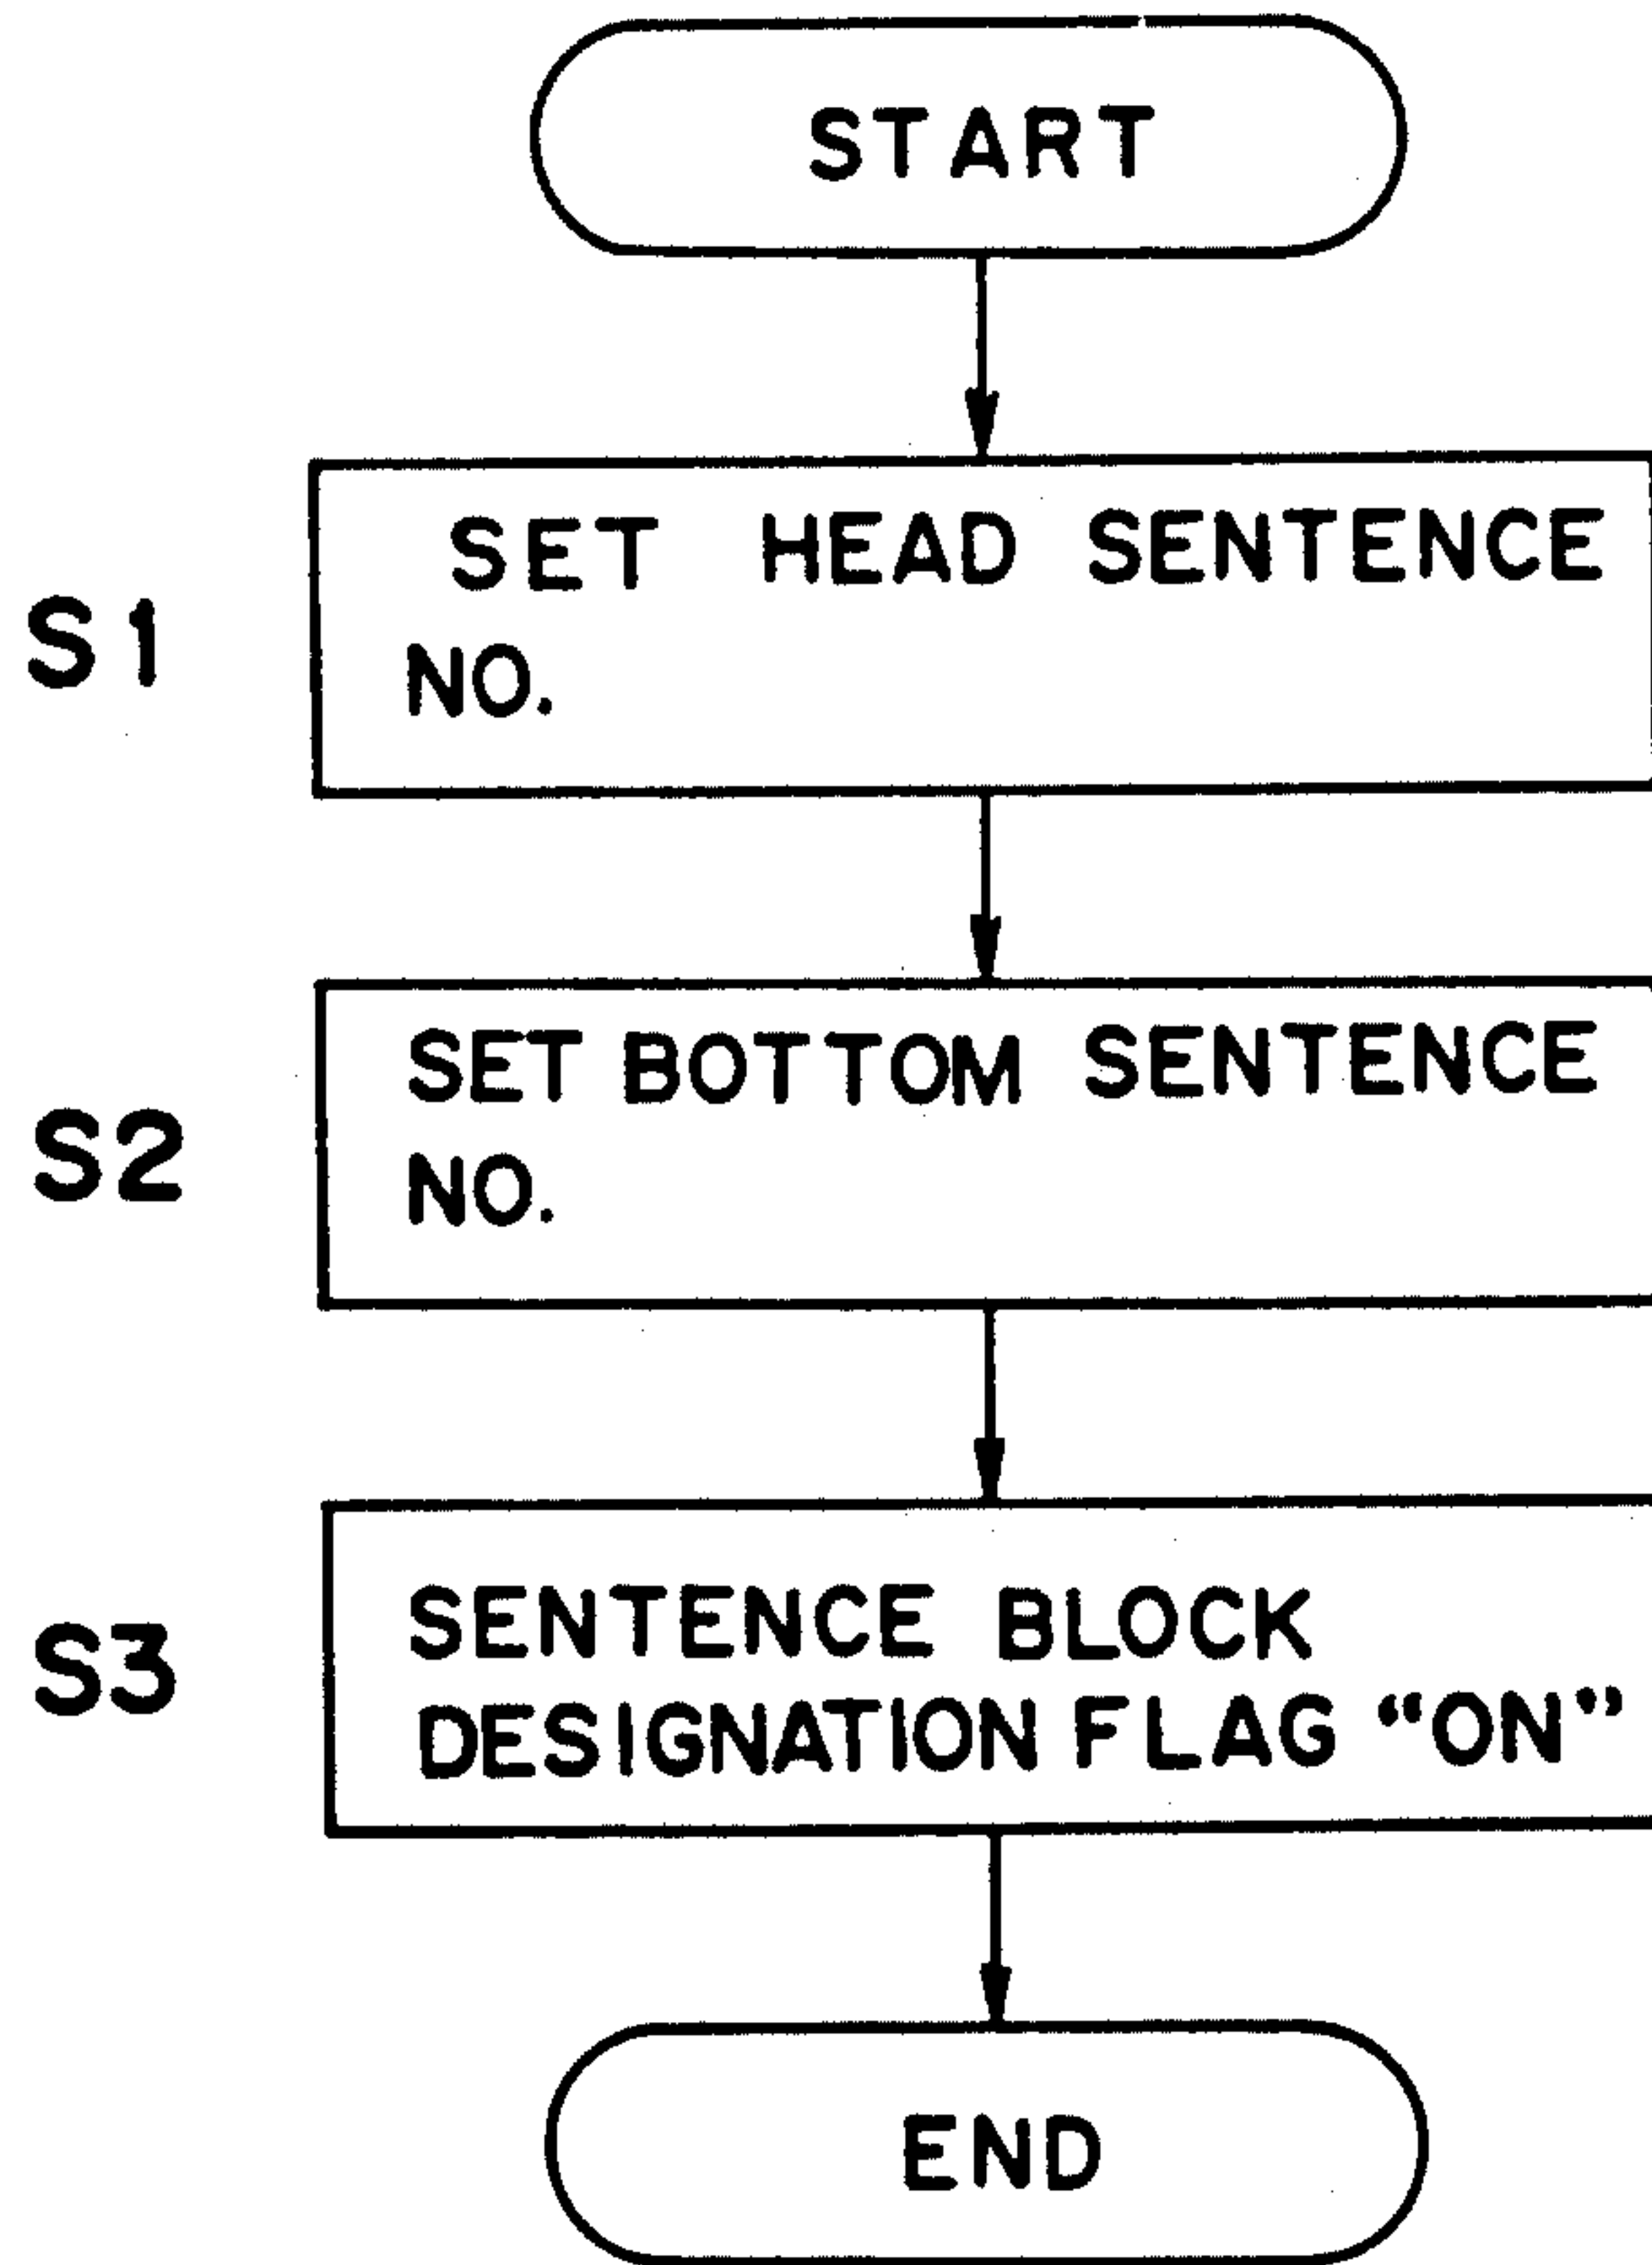 START
S1
SET HEAD SENTENCE
NO.
S2
SET BOTTOM SENTENCE
NO.
S3
SENTENCE BLOCK
DESIGNATION FLAG “ON”
END